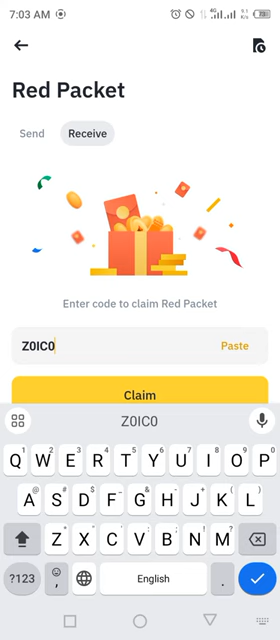 7:03 AM
Red Packet
Send Receive
Enter code to claim Red Packet
Z0IC0 Paste
Claim
Z0IC0
Q W E R T Y U I O P
A S D F G H J K L
Z X C V B N M
?123 , English .